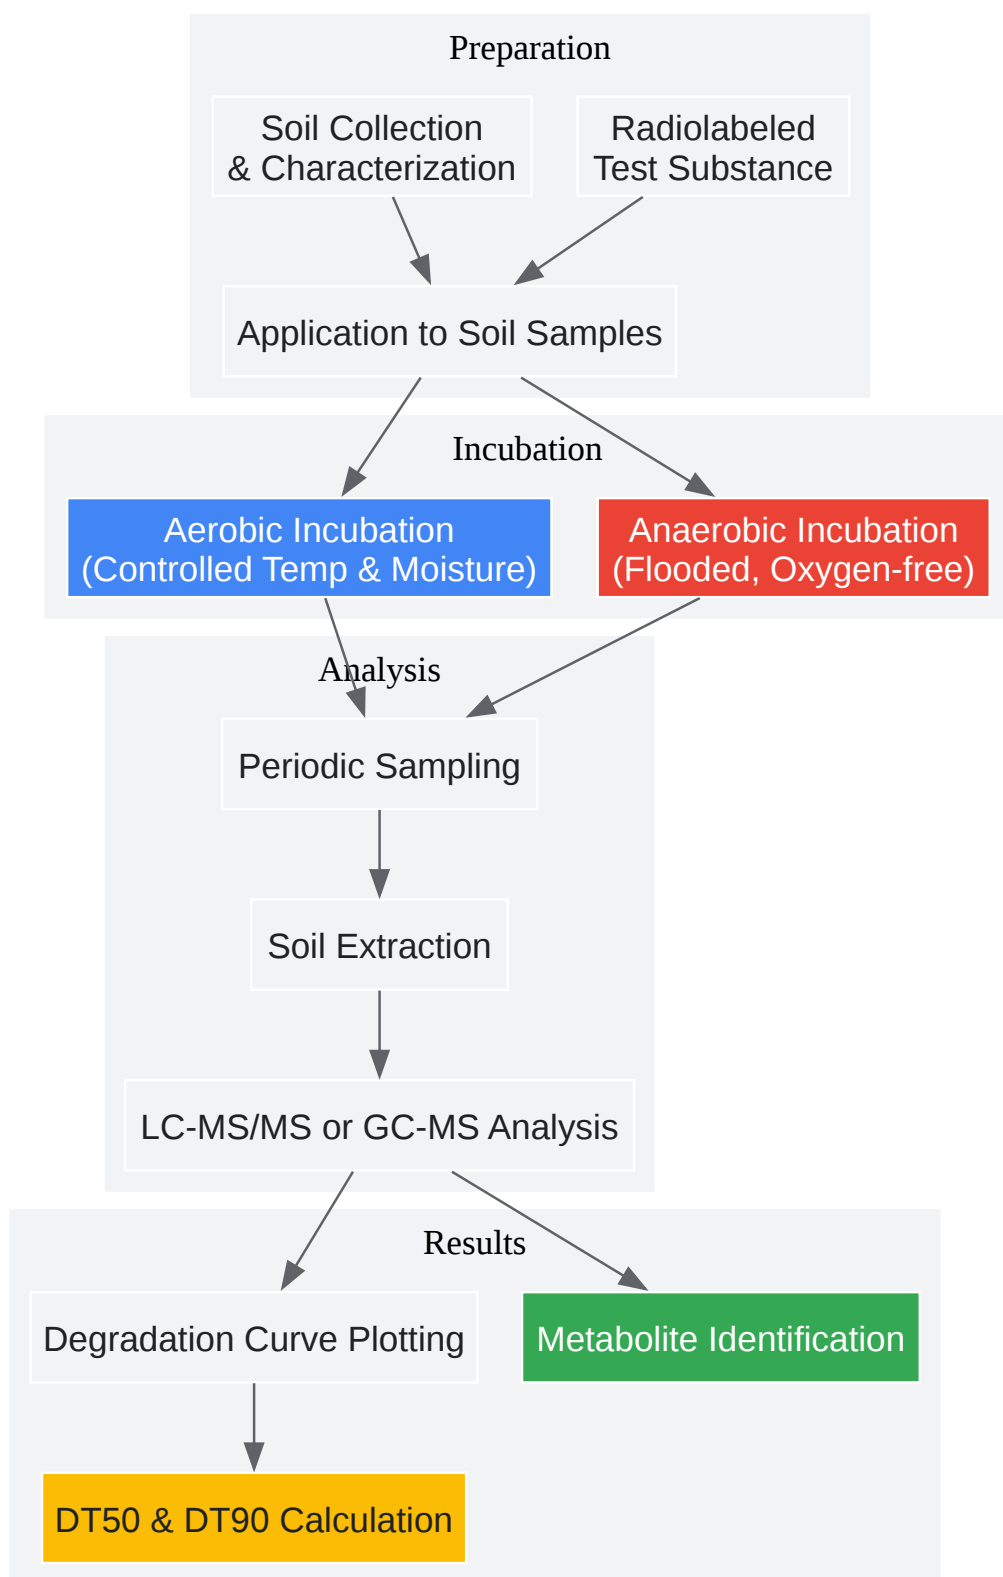 Preparation
Soil Collection
& Characterization
Radiolabeled
Test Substance
Application to Soil Samples
Incubation
Aerobic Incubation
(Controlled Temp & Moisture)
Anaerobic Incubation
(Flooded, Oxygen-free)
Analysis
Periodic Sampling
Soil Extraction
LC-MS/MS or GC-MS Analysis
Results
Degradation Curve Plotting
Metabolite Identification
DT50 & DT90 Calculation